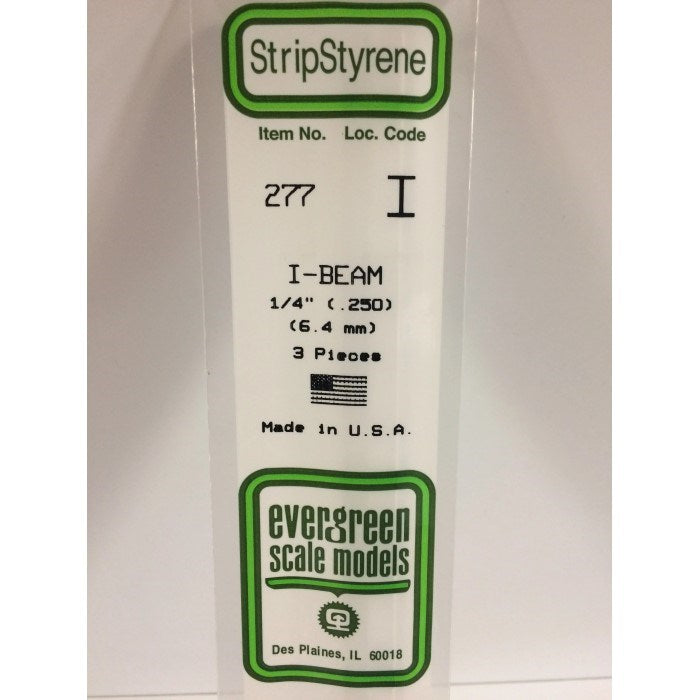 StripStyrene
Item No. Loc. Code
277 I
I-BEAM
1/4" (.250)
(6.4 mm)
3 Pieces
Made in U.S.A.
evergreen
scale models
Des Plaines, IL 60018